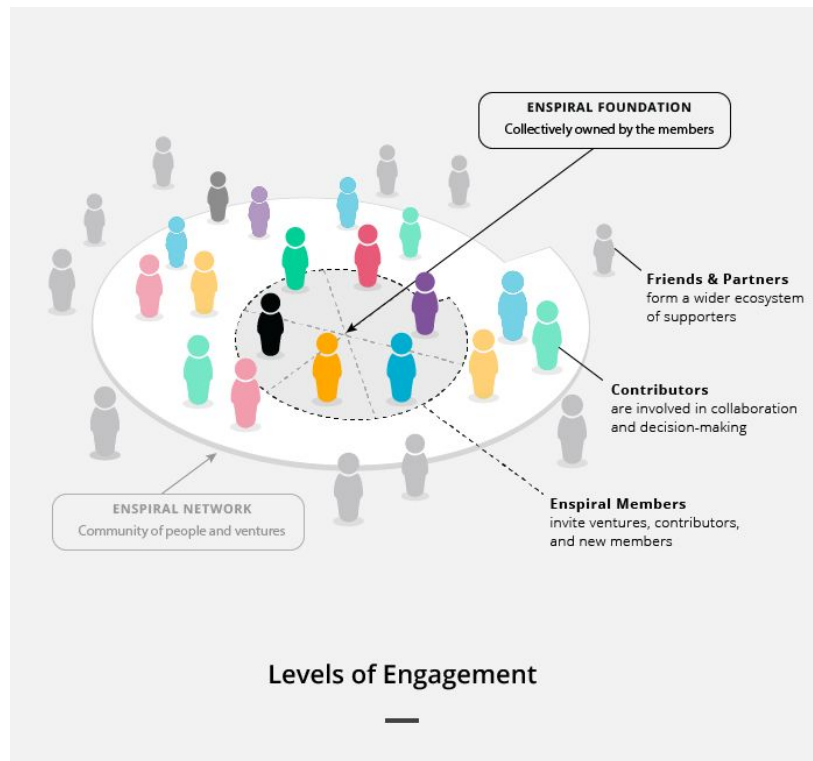 ENSPIRAL FOUNDATION
Collectively owned by the members
Friends & Partners
form a wider ecosystem
of supporters
Contributors
are involved in collaboration
and decision-making
Enspiral Members
invite ventures, contributors,
and new members
ENSPIRAL NETWORK
Community of people and ventures
Levels of Engagement